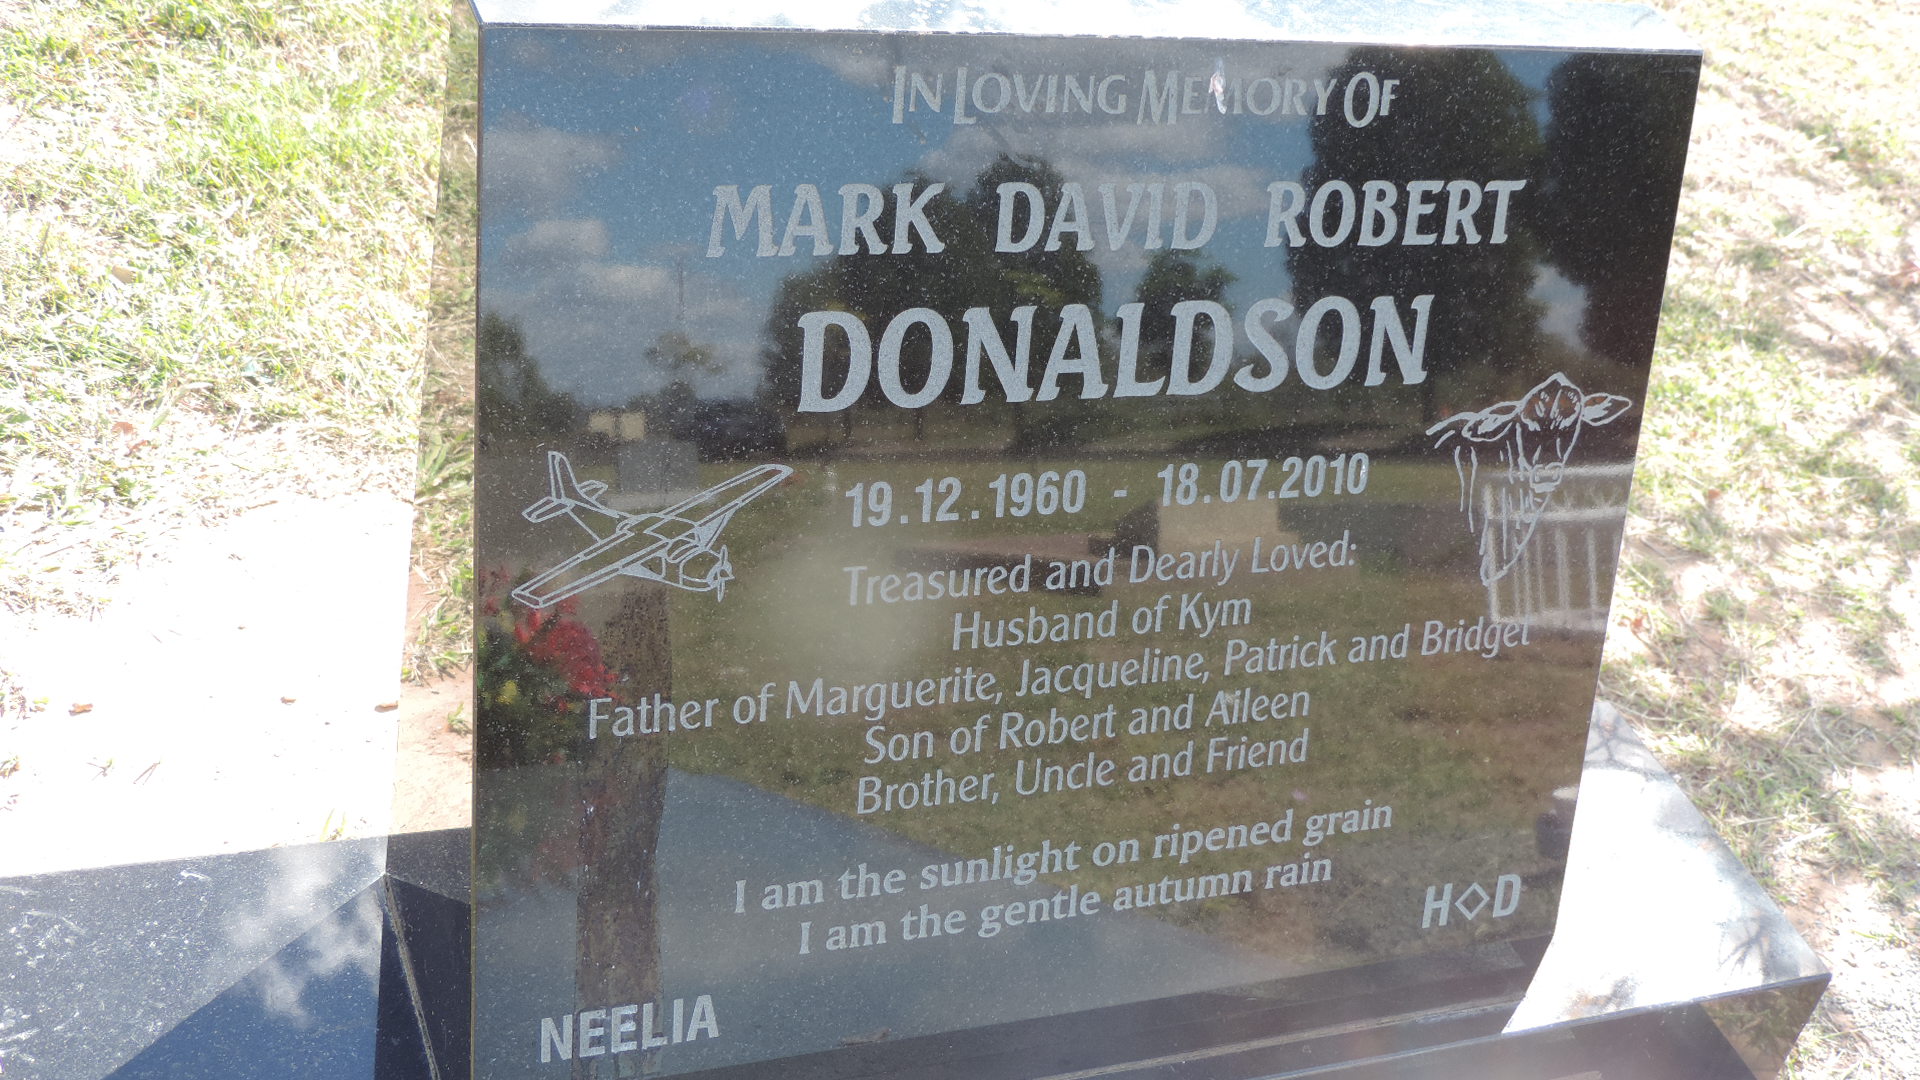 IN LOVING MEMORY OF
MARK DAVID ROBERT
DONALDSON
19.12.1960 - 18.07.2010
Treasured and Dearly Loved:
Husband of Kym
Father of Marguerite, Jacqueline, Patrick and Bridget
Son of Robert and Aileen
Brother, Uncle and Friend
I am the sunlight on ripened grain
I am the gentle autumn rain
H◇D
NEELIA